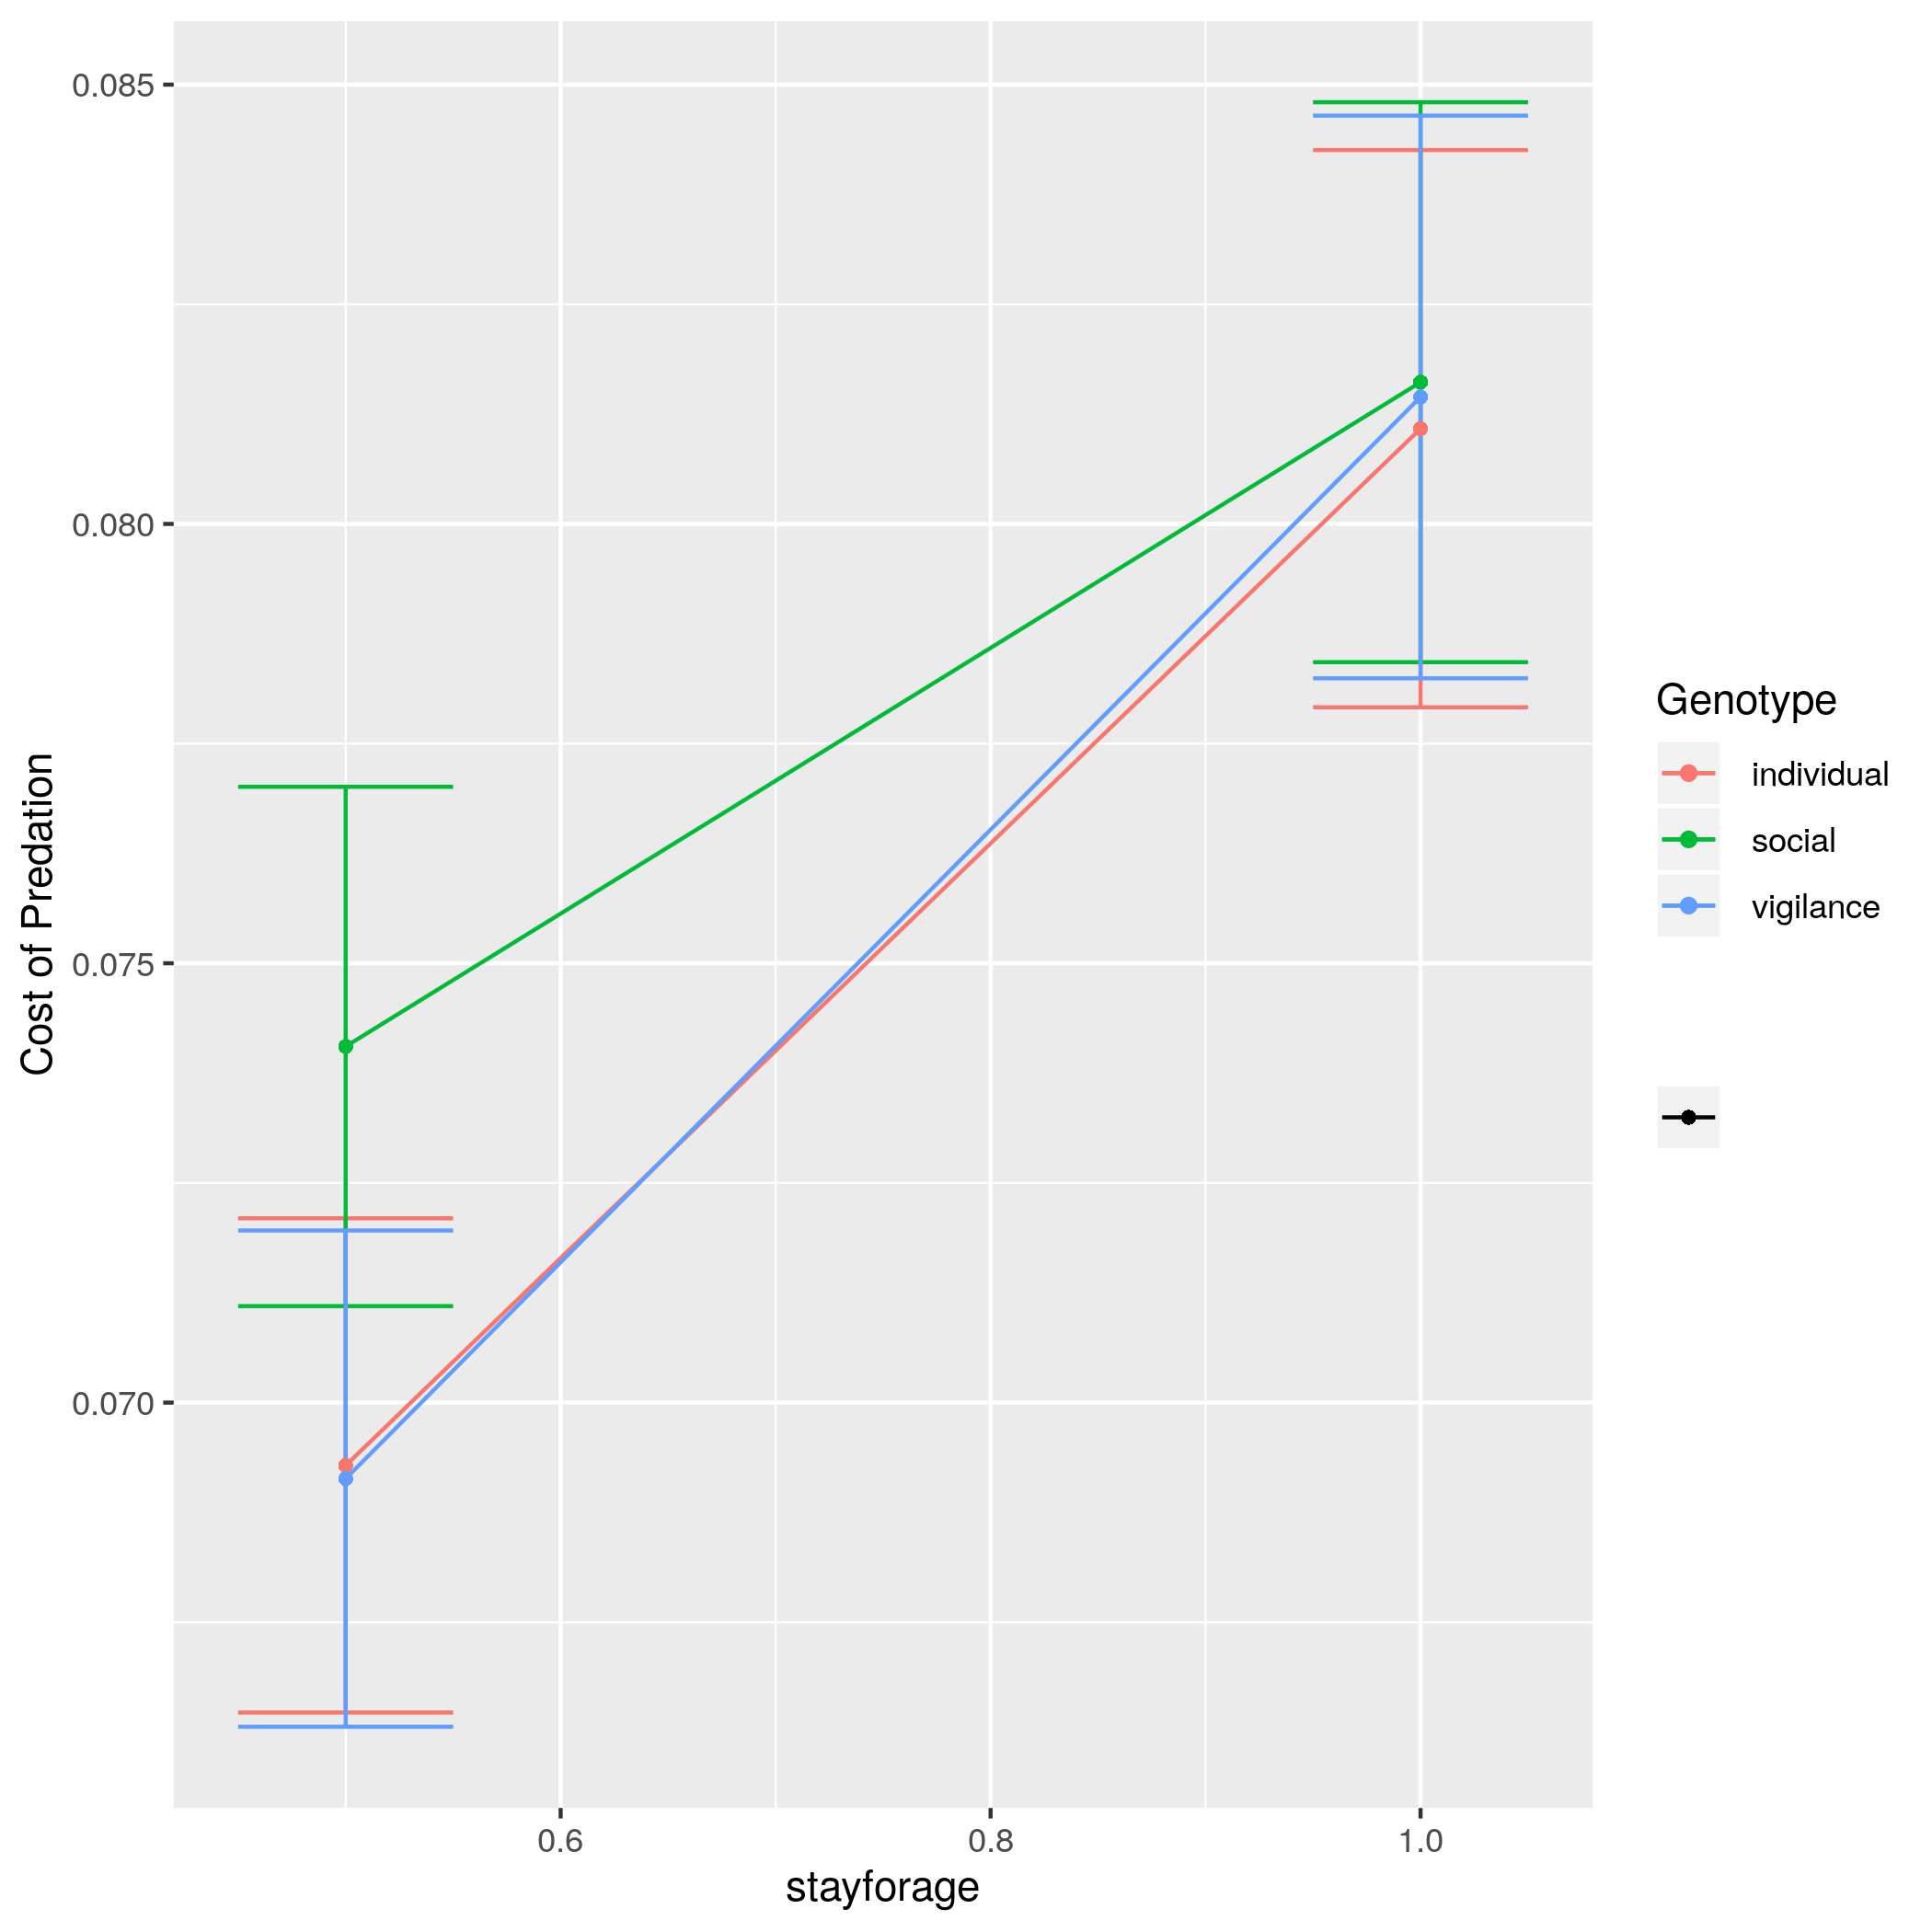 Cost of Predation
0.085
0.080
0.075
0.070
0.6
0.8
1.0
stayforage
Genotype
individual
social
vigilance